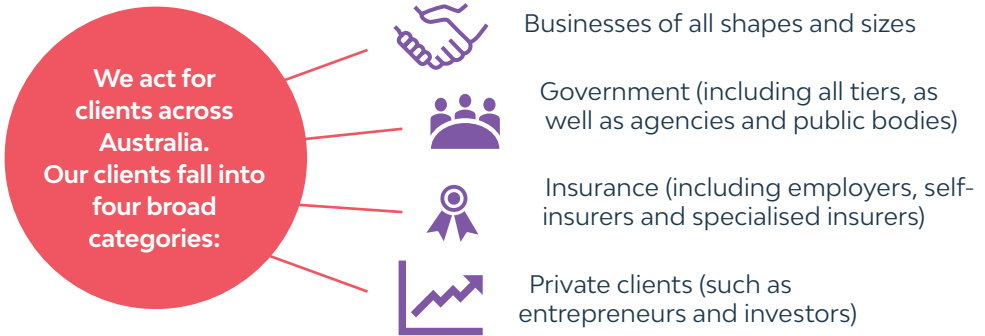 We act for
clients across
Australia.
Our clients fall into
four broad
categories:
Businesses of all shapes and sizes
Government (including all tiers, as
well as agencies and public bodies)
Insurance (including employers, self-
insurers and specialised insurers)
Private clients (such as
entrepreneurs and investors)